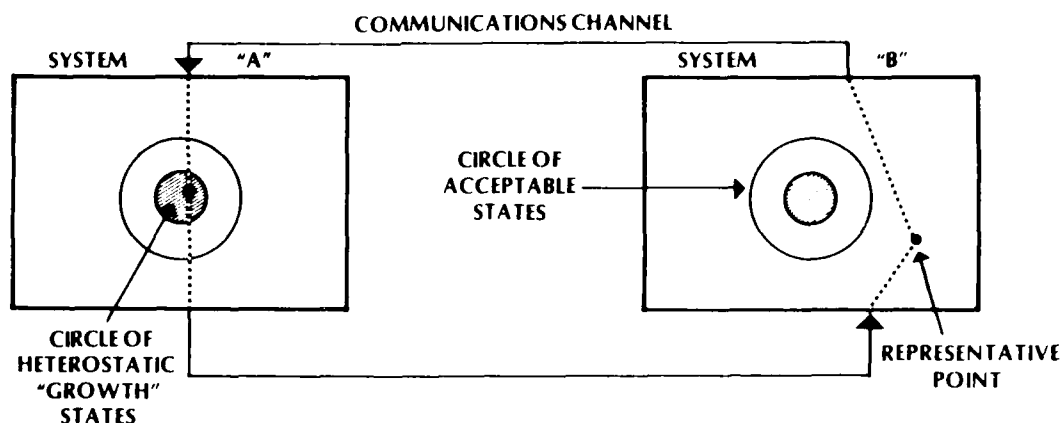 COMMUNICATIONS CHANNEL
SYSTEM "A"
SYSTEM "B"
CIRCLE OF
ACCEPTABLE
STATES
CIRCLE OF
HETEROSTATIC
"GROWTH"
STATES
REPRESENTATIVE
POINT